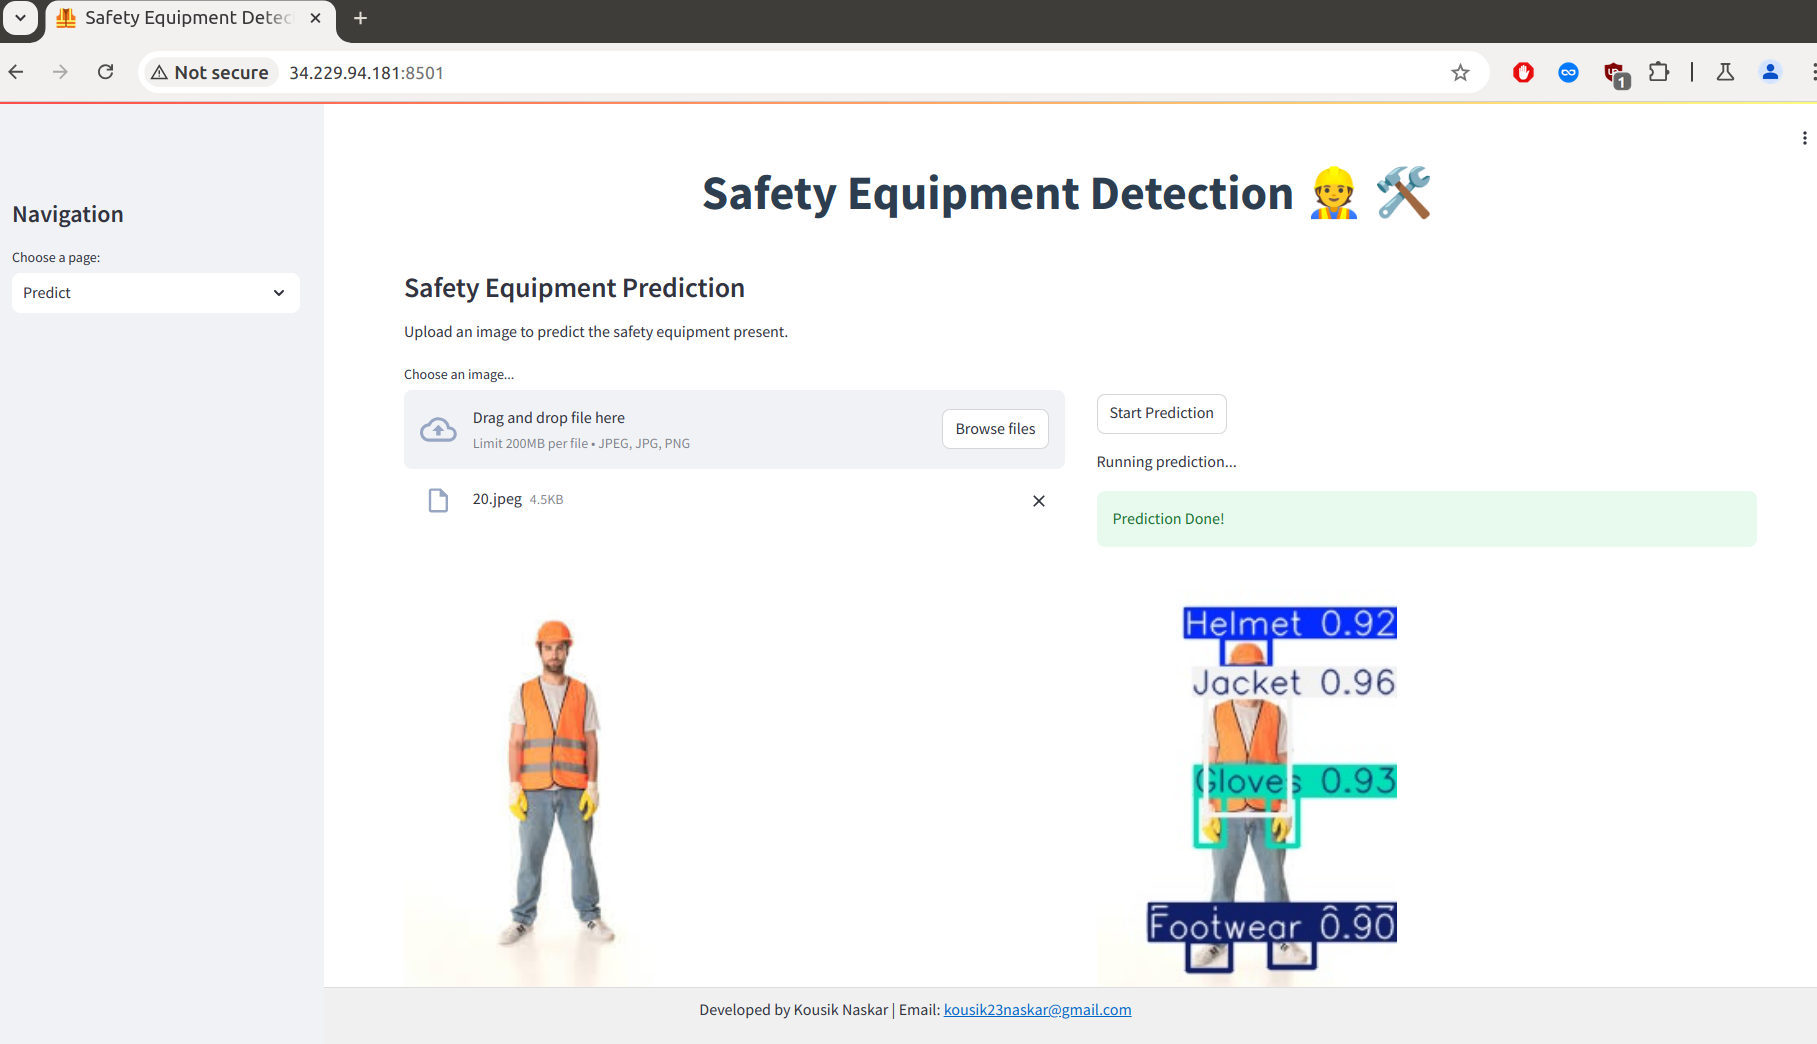 Safety Equipment Detec
Not secure
34.229.94.181:8501
1
Navigation
Choose a page:
Predict
Safety Equipment Detection
Safety Equipment Prediction
Upload an image to predict the safety equipment present.
Choose an image...
Drag and drop file here
Limit 200MB per file • JPEG, JPG, PNG
Browse files
20.jpeg 4.5KB
Start Prediction
Running prediction...
Prediction Done!
Helmet 0.92
Jacket 0.96
Gloves 0.93
Footwear 0.90
Developed by Kousik Naskar | Email: kousik23naskar@gmail.com